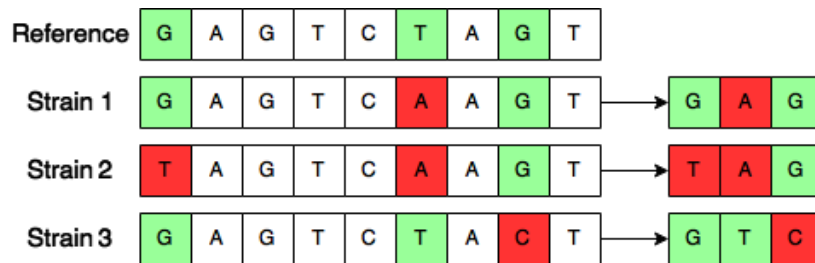 Reference G A G T C T A G T
Strain 1 G A G T C A A G T G A G
Strain 2 T A G T C A A G T T A G
Strain 3 G A G T C T A C T G T C